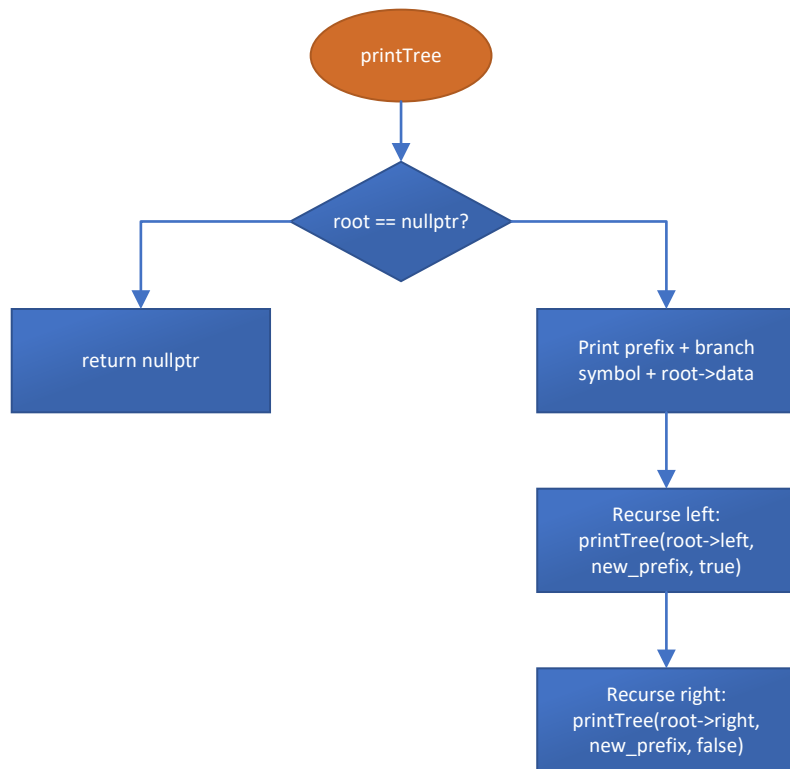 printTree
root == nullptr?
return nullptr
Print prefix + branch
symbol + root->data
Recurse left:
printTree(root->left,
new_prefix, true)
Recurse right:
printTree(root->right,
new_prefix, false)